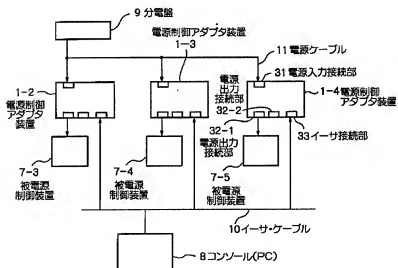 9 分電盤
電源制御アダプタ装置
1-3
11 電源ケーブル
1-2
電源制御
アダプタ
装置
電源
出力
接続部
32-2
31 電源入力接続部
1-4 電源制御
アダプタ
装置
32-1
電源出力
接続部
33 イーサ接続部
7-3
被電源
制御装置
7-4
被電源
制御装置
7-5
被電源
制御装置
10 イーサ・ケーブル
8 コンソール(PC)